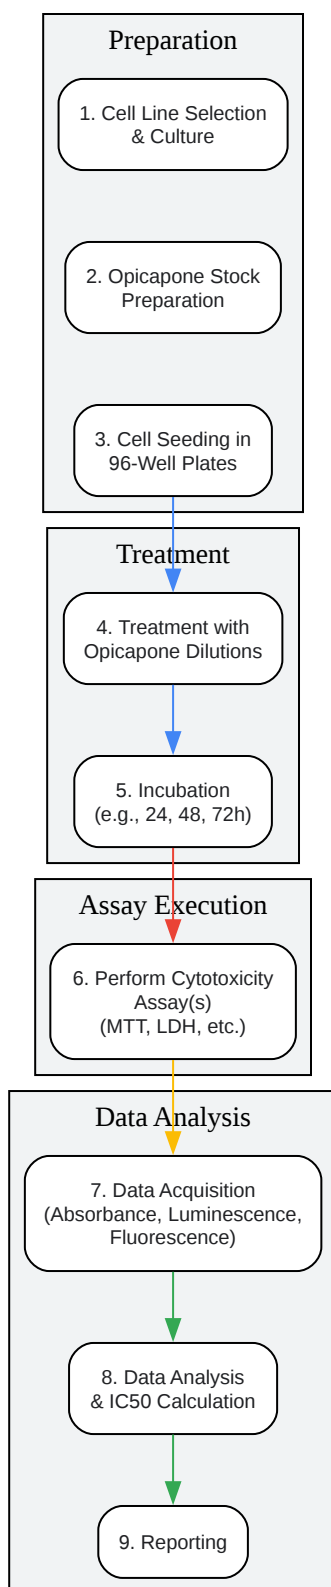 Preparation
1. Cell Line Selection
& Culture
2. Opicapone Stock
Preparation
3. Cell Seeding in
96-Well Plates
Treatment
4. Treatment with
Opicapone Dilutions
5. Incubation
(e.g., 24, 48, 72h)
Assay Execution
6. Perform Cytotoxicity
Assay(s)
(MTT, LDH, etc.)
Data Analysis
7. Data Acquisition
(Absorbance, Luminescence,
Fluorescence)
8. Data Analysis
& IC50 Calculation
9. Reporting